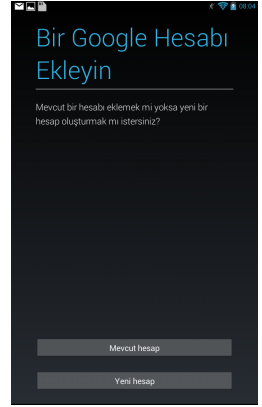 08:04
Bir Google Hesabı
Ekleyin
Mevcut bir hesabı eklemek mi yoksa yeni bir
hesap oluşturmak mı istersiniz?
Mevcut hesap
Yeni hesap